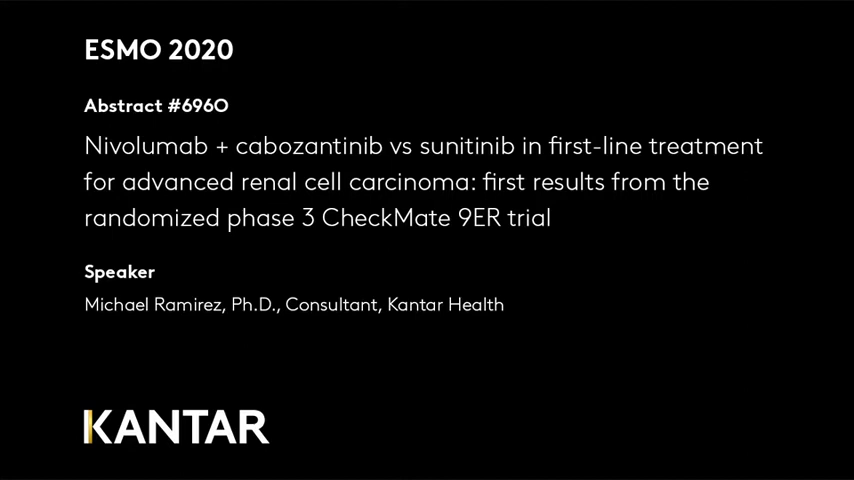 ESMO 2020
Abstract #696O
Nivolumab + cabozantinib vs sunitinib in first-line treatment
for advanced renal cell carcinoma: first results from the
randomized phase 3 CheckMate 9ER trial
Speaker
Michael Ramirez, Ph.D., Consultant, Kantar Health
KANTAR